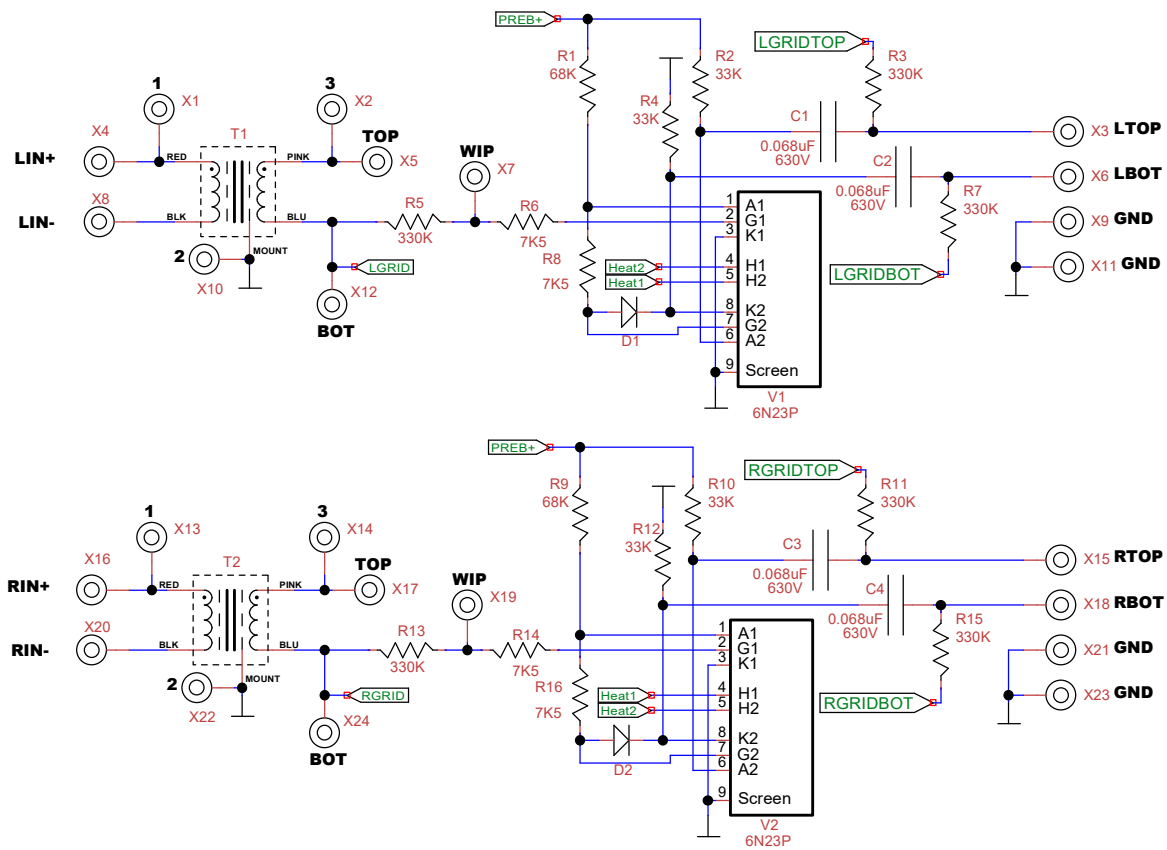 PREB+
R1
68K
R2
33K
LGRIDTOP
R3
330K
R4
33K
C1
0.068uF
630V
X3 LTOP
C2
0.068uF
630V
X6 LBOT
R7
330K
X9 GND
LGRIDBOT
X11 GND
1
X1
3
X2
X4
LIN+
RED
T1
PINK
TOP
X5
WIP
X7
X8
LIN-
BLK
BLU
R5
330K
R6
7K5
2
X10
MOUNT
LGRID
X12
BOT
R8
7K5
Heat2
Heat1
D1
1 A1
2 G1
3 K1
4 H1
5 H2
8 K2
7 G2
6 A2
9 Screen
V1
6N23P
PREB+
R9
68K
R10
33K
RGRIDTOP
R11
330K
R12
33K
C3
0.068uF
630V
X15 RTOP
C4
0.068uF
630V
X18 RBOT
R15
330K
X21 GND
RGRIDBOT
X23 GND
1
X13
3
X14
X16
RIN+
RED
T2
PINK
TOP
X17
WIP
X19
X20
RIN-
BLK
BLU
R13
330K
R14
7K5
2
X22
MOUNT
RGRID
X24
BOT
R16
7K5
Heat1
Heat2
D2
1 A1
2 G1
3 K1
4 H1
5 H2
8 K2
7 G2
6 A2
9 Screen
V2
6N23P